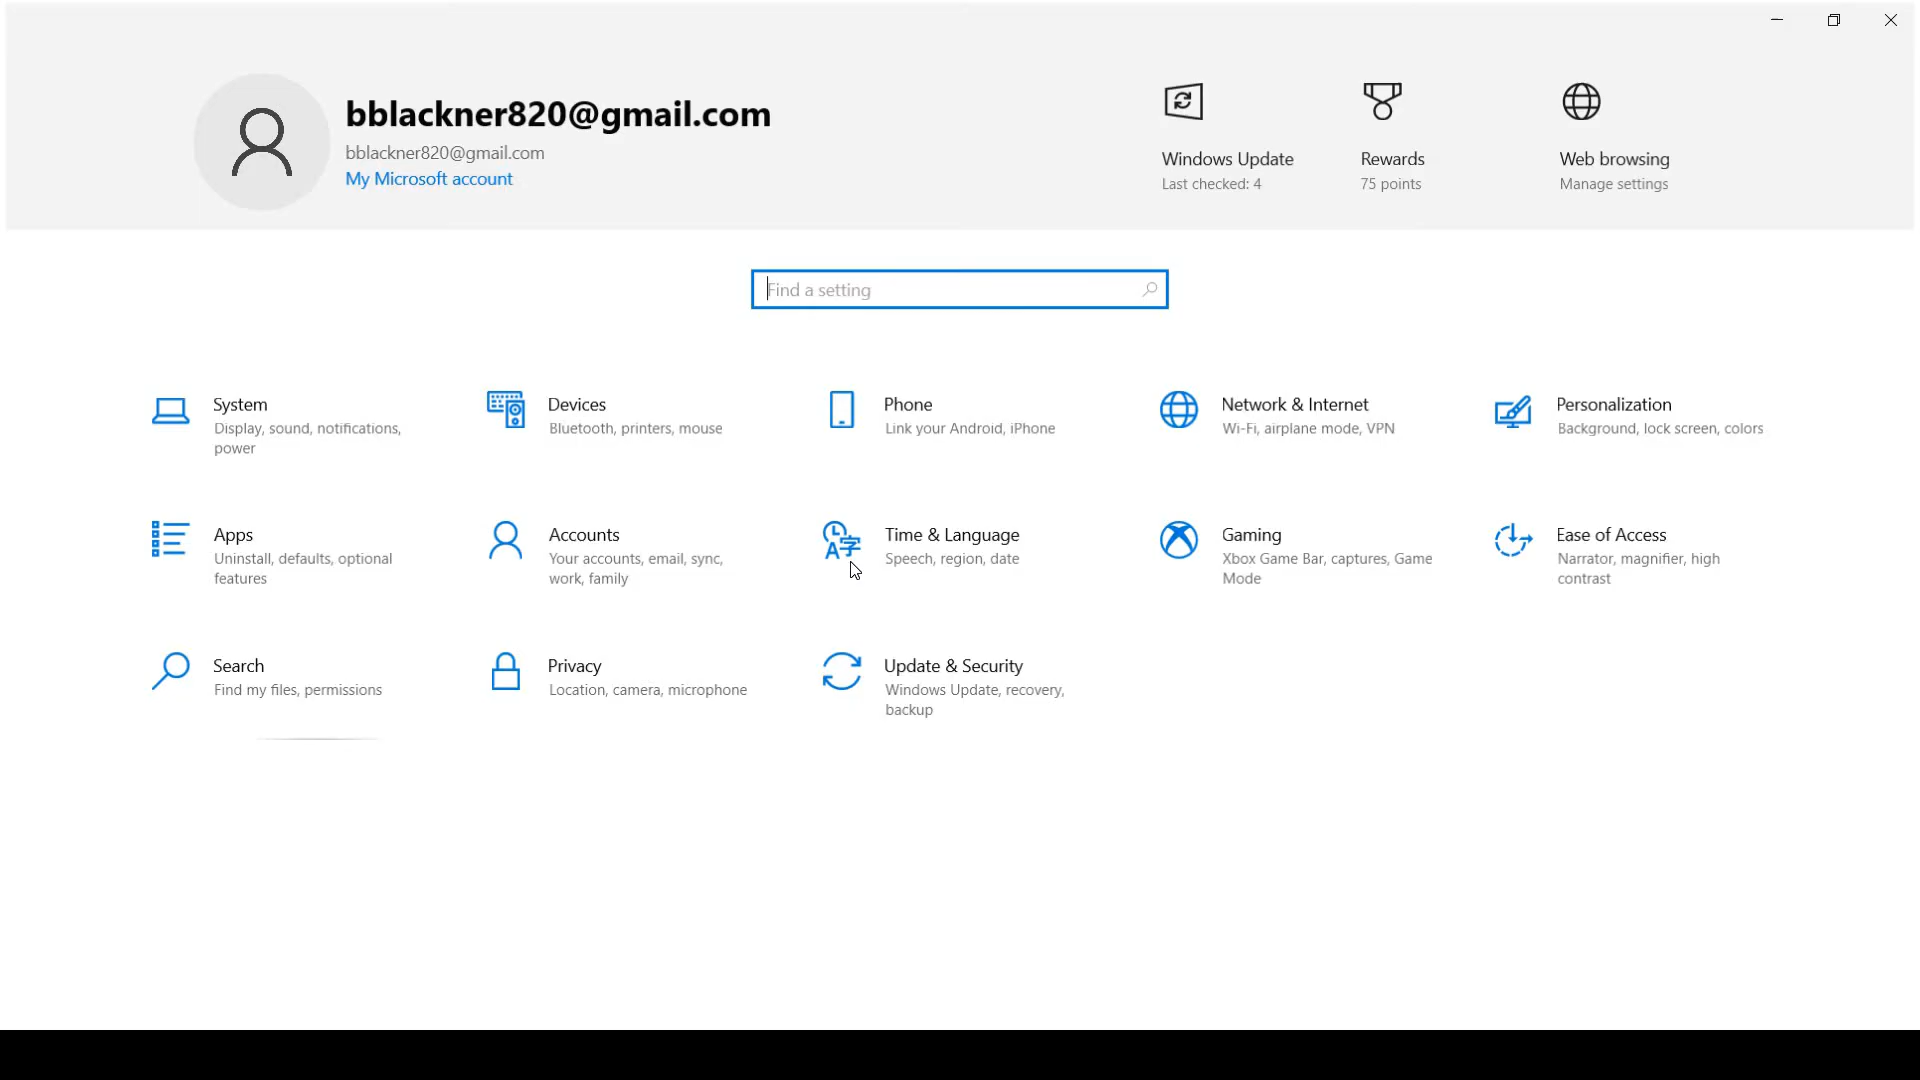 bblackner820@gmail.com
bblackner820@gmail.com
My Microsoft account
Windows Update
Last checked: 4
Rewards
75 points
Web browsing
Manage settings
Find a setting
System
Display, sound, notifications,
power
Devices
Bluetooth, printers, mouse
Phone
Link your Android, iPhone
Network & Internet
Wi-Fi, airplane mode, VPN
Personalization
Background, lock screen, colors
Apps
Uninstall, defaults, optional
features
Accounts
Your accounts, email, sync,
work, family
Time & Language
Speech, region, date
Gaming
Xbox Game Bar, captures, Game
Mode
Ease of Access
Narrator, magnifier, high
contrast
Search
Find my files, permissions
Privacy
Location, camera, microphone
Update & Security
Windows Update, recovery,
backup